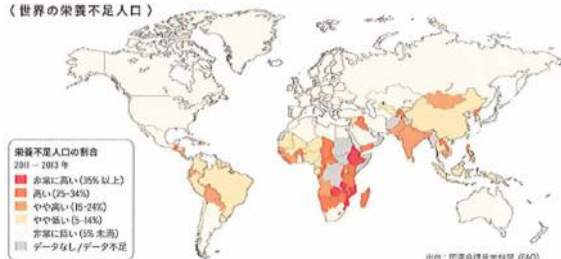 (世界の栄養不足人口)
栄養不足人口の割合
2011 — 2013 年
非常に高い (35% 以上)
高い (25-34%)
やや高い (15-24%)
やや低い (5-14%)
非常に低い (5% 未満)
データなし/データ不足
出典:国際連合食糧農業機関 (FAO)